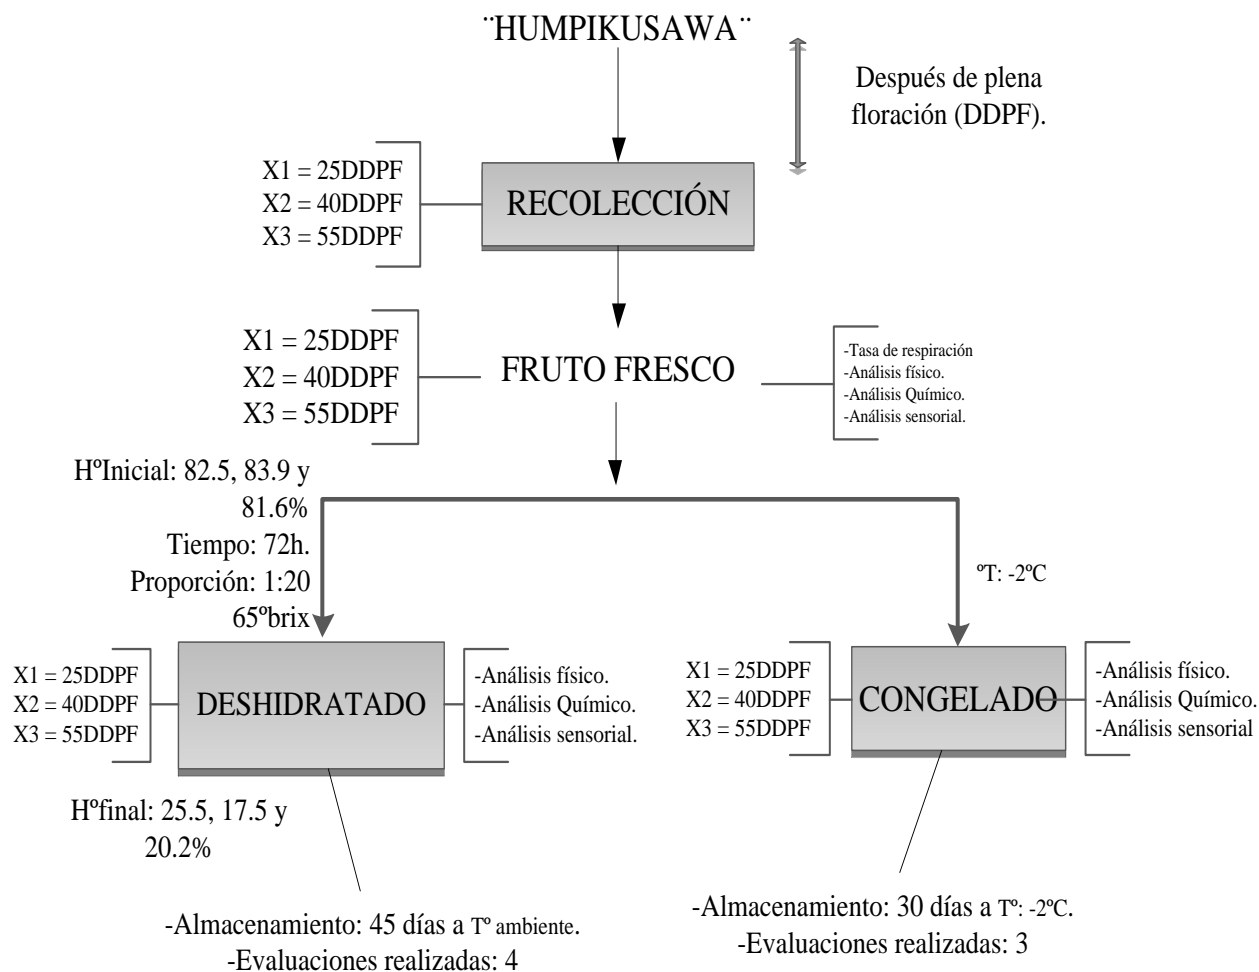 ¨HUMPIKUSAWA¨
Después de plena
floración (DDPF).
X1 = 25DDPF
X2 = 40DDPF
X3 = 55DDPF
RECOLECCIÓN
X1 = 25DDPF
X2 = 40DDPF
X3 = 55DDPF
FRUTO FRESCO
-Tasa de respiración
-Análisis físico.
-Análisis Químico.
-Análisis sensorial.
HºInicial: 82.5, 83.9 y
81.6%
Tiempo: 72h.
Proporción: 1:20
65ºbrix
ºT: -2ºC
X1 = 25DDPF
X2 = 40DDPF
X3 = 55DDPF
DESHIDRATADO
-Análisis físico.
-Análisis Químico.
-Análisis sensorial.
X1 = 25DDPF
X2 = 40DDPF
X3 = 55DDPF
CONGELADO
-Análisis físico.
-Análisis Químico.
-Análisis sensorial
Hºfinal: 25.5, 17.5 y
20.2%
-Almacenamiento: 45 días a Tº ambiente.
-Evaluaciones realizadas: 4
-Almacenamiento: 30 días a Tº: -2ºC.
-Evaluaciones realizadas: 3